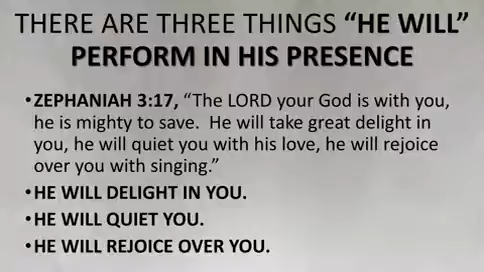 THERE ARE THREE THINGS “HE WILL”
PERFORM IN HIS PRESENCE
•ZEPHANIAH 3:17, “The LORD your God is with you,
he is mighty to save.  He will take great delight in
you, he will quiet you with his love, he will rejoice
over you with singing.”
•HE WILL DELIGHT IN YOU.
•HE WILL QUIET YOU.
•HE WILL REJOICE OVER YOU.